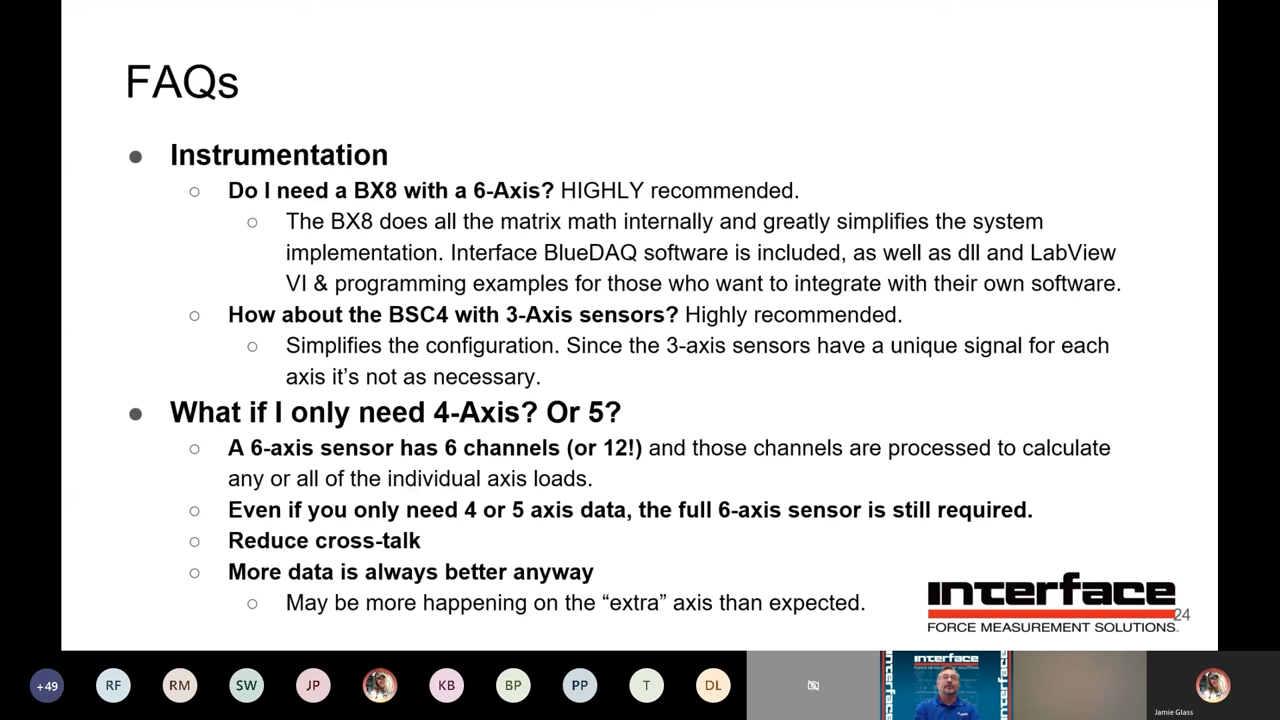 FAQs
● Instrumentation
○ Do I need a BX8 with a 6-Axis? HIGHLY recommended.
○ The BX8 does all the matrix math internally and greatly simplifies the system
implementation. Interface BlueDAQ software is included, as well as dll and LabView
VI & programming examples for those who want to integrate with their own software.
○ How about the BSC4 with 3-Axis sensors? Highly recommended.
○ Simplifies the configuration. Since the 3-axis sensors have a unique signal for each
axis it’s not as necessary.
● What if I only need 4-Axis? Or 5?
○ A 6-axis sensor has 6 channels (or 12!) and those channels are processed to calculate
any or all of the individual axis loads.
○ Even if you only need 4 or 5 axis data, the full 6-axis sensor is still required.
○ Reduce cross-talk
○ More data is always better anyway
○ May be more happening on the “extra” axis than expected.
interface
24
FORCE MEASUREMENT SOLUTIONS.
+49 RF RM SW JP KB BP PP T DL
interface
interface
interface
Jamie Glass